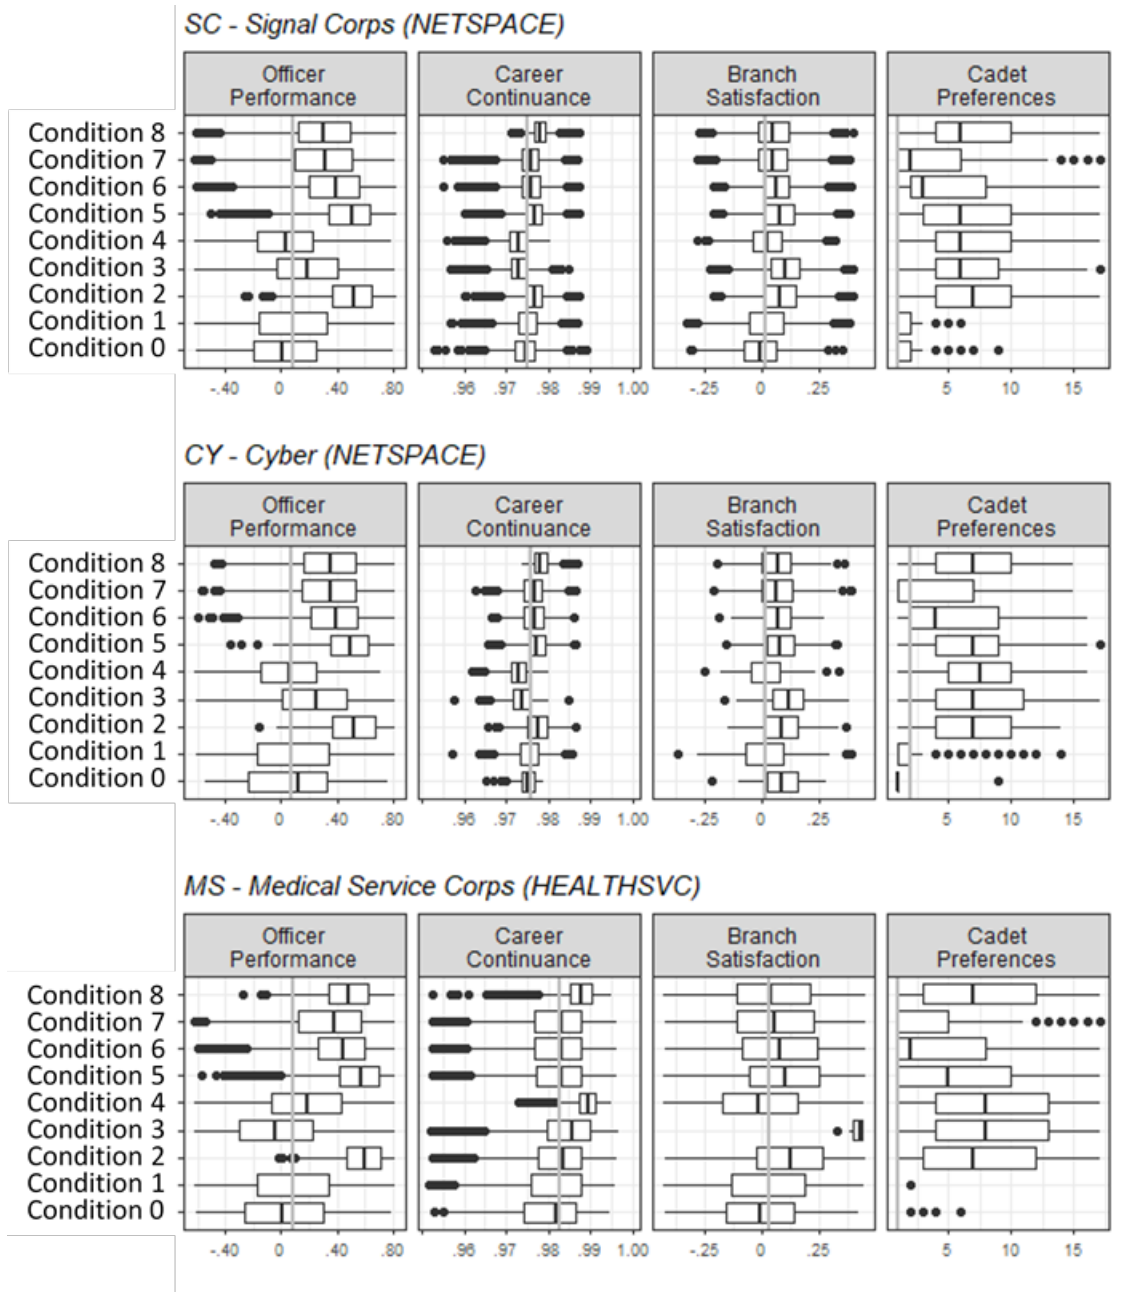 SC - Signal Corps (NETSPACE)
Officer Performance
Career Continuance
Branch Satisfaction
Cadet Preferences
Condition 8
Condition 7
Condition 6
Condition 5
Condition 4
Condition 3
Condition 2
Condition 1
Condition 0
-.40 0 .40 .80
.96 .97 .98 .99 1.00
-.25 0 .25
5 10 15
CY - Cyber (NETSPACE)
Officer Performance
Career Continuance
Branch Satisfaction
Cadet Preferences
Condition 8
Condition 7
Condition 6
Condition 5
Condition 4
Condition 3
Condition 2
Condition 1
Condition 0
-.40 0 .40 .80
.96 .97 .98 .99 1.00
-.25 0 .25
5 10 15
MS - Medical Service Corps (HEALTHSVC)
Officer Performance
Career Continuance
Branch Satisfaction
Cadet Preferences
Condition 8
Condition 7
Condition 6
Condition 5
Condition 4
Condition 3
Condition 2
Condition 1
Condition 0
-.40 0 .40 .80
.96 .97 .98 .99 1.00
-.25 0 .25
5 10 15